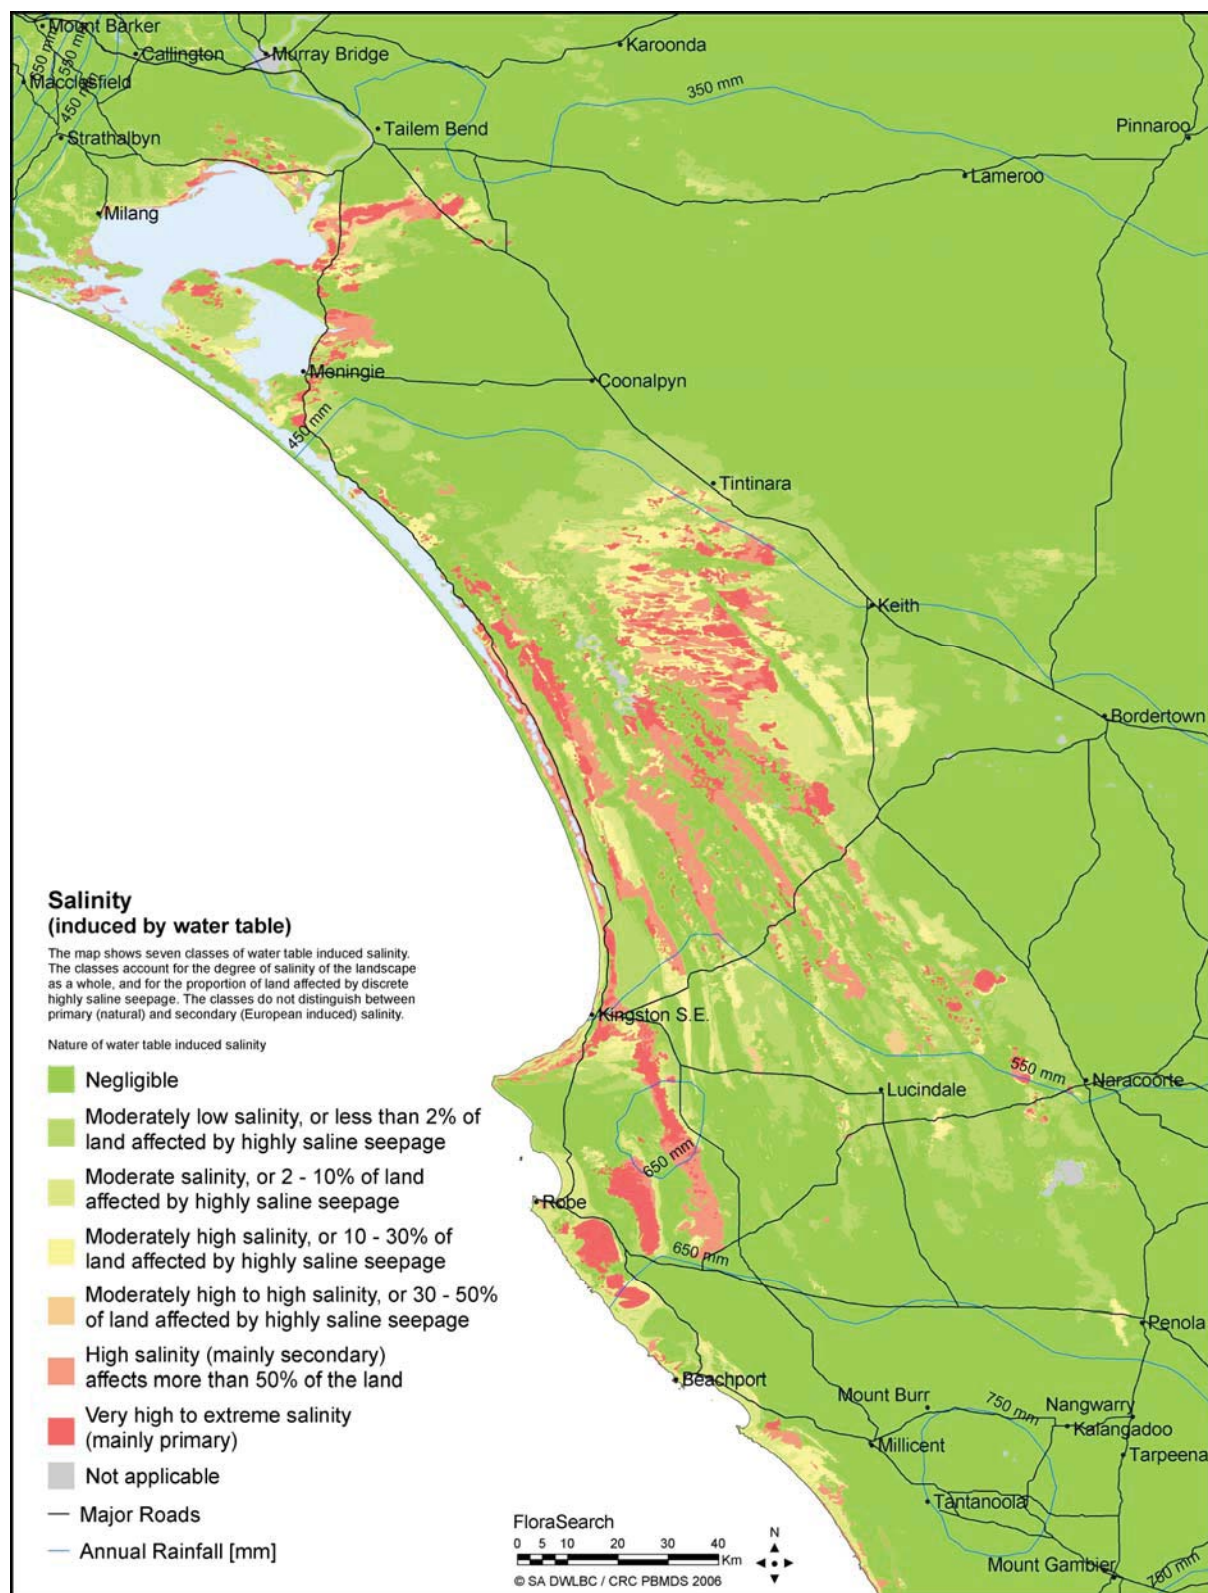 Mount Barker
Callington
Murray Bridge
Karoonda
650 mm
550 mm
450 mm
Macclesfield
350 mm
Strathalbyn
Tailem Bend
Pinnaroo
Lameroo
Milang
Meningie
Coonalpyn
450 mm
Tintinara
Keith
Bordertown
Salinity
(induced by water table)
The map shows seven classes of water table induced salinity.
The classes account for the degree of salinity of the landscape
as a whole, and for the proportion of land affected by discrete
highly saline seepage. The classes do not distinguish between
primary (natural) and secondary (European induced) salinity.
Nature of water table induced salinity
Negligible
Moderately low salinity, or less than 2% of
land affected by highly saline seepage
Moderate salinity, or 2 - 10% of land
affected by highly saline seepage
Moderately high salinity, or 10 - 30% of
land affected by highly saline seepage
Moderately high to high salinity, or 30 - 50%
of land affected by highly saline seepage
High salinity (mainly secondary)
affects more than 50% of the land
Very high to extreme salinity
(mainly primary)
Not applicable
Major Roads
Annual Rainfall [mm]
Kingston S.E.
550 mm
Naracoorte
Lucindale
650 mm
Robe
650 mm
Penola
Beachport
Mount Burr
750 mm
Nangwarry
Kalangadoo
Millicent
Tarpeena
Tantanoola
Mount Gambier
750 mm
FloraSearch
0 5 10 20 30 40
Km
N
© SA DWLBC / CRC PBMDS 2006